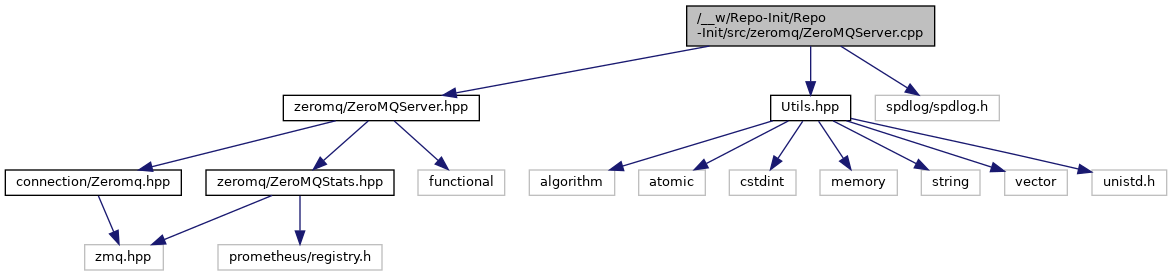 /__w/Repo-Init/Repo
-Init/src/zeromq/ZeroMQServer.cpp
zeromq/ZeroMQServer.hpp
Utils.hpp
spdlog/spdlog.h
connection/Zeromq.hpp
zeromq/ZeroMQStats.hpp
functional
algorithm
atomic
cstdint
memory
string
vector
unistd.h
zmq.hpp
prometheus/registry.h